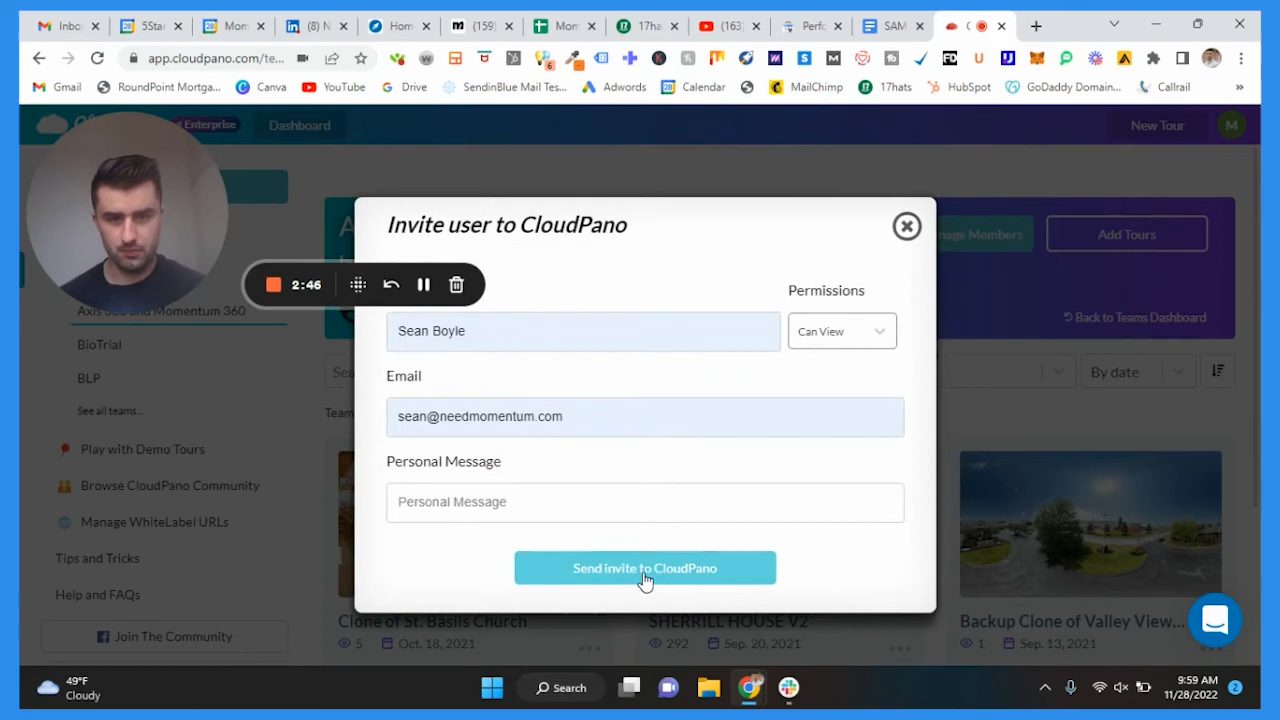 Inbo
5Star
Mom
(8) N
Hom
(159)
Mom
17ha
(163)
Perfo
SAM
C
app.cloudpano.com/te...
6
Gmail
RoundPoint Mortga...
Canva
YouTube
Drive
SendinBlue Mail Tes...
Adwords
Calendar
MailChimp
17hats
HubSpot
GoDaddy Domain...
Callrail
»
Enterprise
Dashboard
New Tour
M
Invite user to CloudPano
2:46
Permissions
Sean Boyle
Can View
Email
sean@needmomentum.com
Personal Message
Personal Message
Send invite to CloudPano
nage Members
Add Tours
Back to Teams Dashboard
Sea
By date
Team
Axis 360 and Momentum 360
BioTrial
BLP
See all teams...
Play with Demo Tours
Browse CloudPano Community
Manage WhiteLabel URLs
Tips and Tricks
Help and FAQs
Join The Community
Clone of St. Basils Church
5
Oct. 18, 2021
SHERRILL HOUSE V2
292
Sep. 20, 2021
Backup Clone of Valley View...
1
Sep. 13, 2021
49°F
Cloudy
Search
9:59 AM
11/28/2022
2